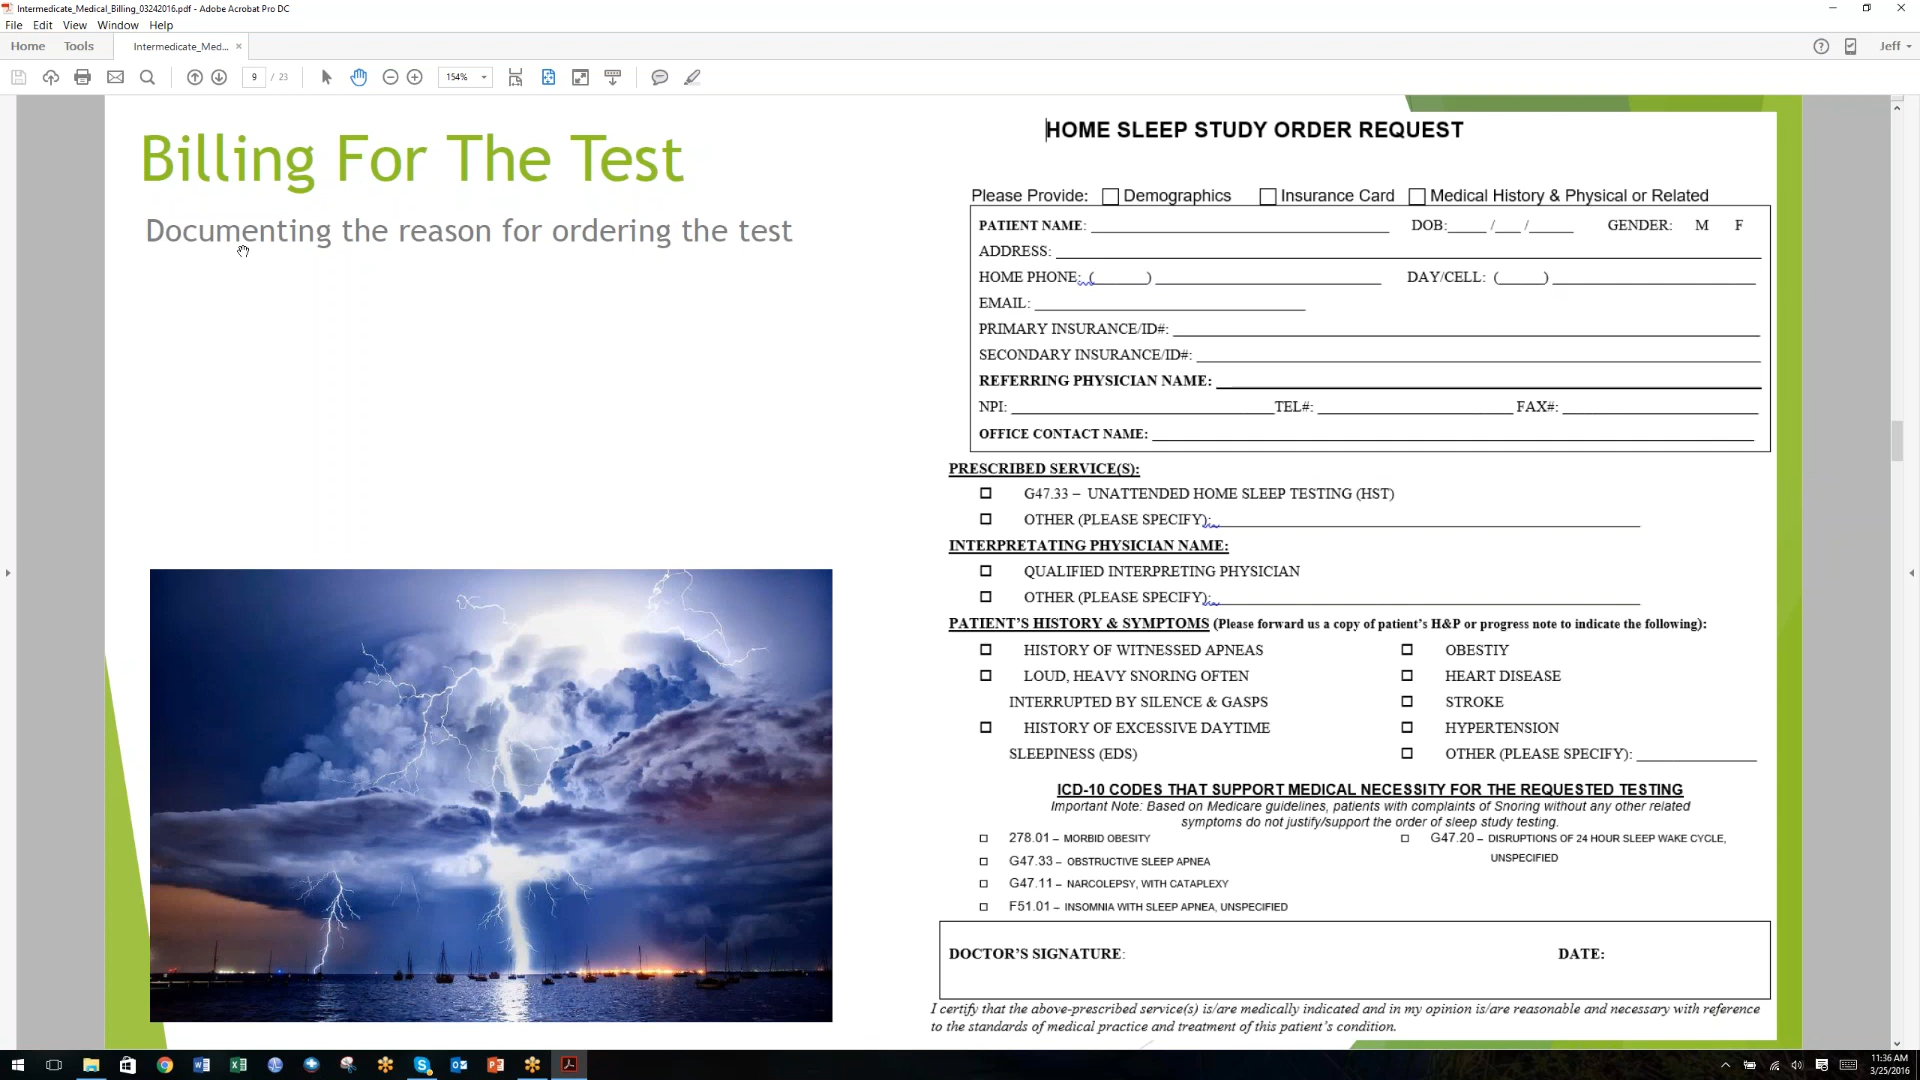 Intermedicate_Medical_Billing_03242016.pdf - Adobe Acrobat Pro DC
File Edit View Window Help
Home Tools Intermedicate_Med... × Jeff
9 / 23 154%
Billing For The Test
Documenting the reason for ordering the test
HOME SLEEP STUDY ORDER REQUEST
Please Provide: Demographics Insurance Card Medical History & Physical or Related
PATIENT NAME: DOB:_____ /___ /_____ GENDER: M F
ADDRESS:
HOME PHONE: ( ) DAY/CELL: ( )
EMAIL:
PRIMARY INSURANCE/ID#:
SECONDARY INSURANCE/ID#:
REFERRING PHYSICIAN NAME:
NPI: TEL#: FAX#:
OFFICE CONTACT NAME:
PRESCRIBED SERVICE(S):
G47.33 – UNATTENDED HOME SLEEP TESTING (HST)
OTHER (PLEASE SPECIFY):
INTERPRETATING PHYSICIAN NAME:
QUALIFIED INTERPRETING PHYSICIAN
OTHER (PLEASE SPECIFY):
PATIENT'S HISTORY & SYMPTOMS (Please forward us a copy of patient's H&P or progress note to indicate the following):
HISTORY OF WITNESSED APNEAS OBESTIY
LOUD, HEAVY SNORING OFTEN HEART DISEASE
INTERRUPTED BY SILENCE & GASPS STROKE
HISTORY OF EXCESSIVE DAYTIME HYPERTENSION
SLEEPINESS (EDS) OTHER (PLEASE SPECIFY):
ICD-10 CODES THAT SUPPORT MEDICAL NECESSITY FOR THE REQUESTED TESTING
Important Note: Based on Medicare guidelines, patients with complaints of Snoring without any other related
symptoms do not justify/support the order of sleep study testing.
278.01 – MORBID OBESITY G47.20 – DISRUPTIONS OF 24 HOUR SLEEP WAKE CYCLE,
UNSPECIFIED
G47.33 – OBSTRUCTIVE SLEEP APNEA
G47.11 – NARCOLEPSY, WITH CATAPLEXY
F51.01 – INSOMNIA WITH SLEEP APNEA, UNSPECIFIED
DOCTOR'S SIGNATURE: DATE:
I certify that the above-prescribed service(s) is/are medically indicated and in my opinion is/are reasonable and necessary with reference
to the standards of medical practice and treatment of this patient's condition.
11:36 AM
3/25/2016